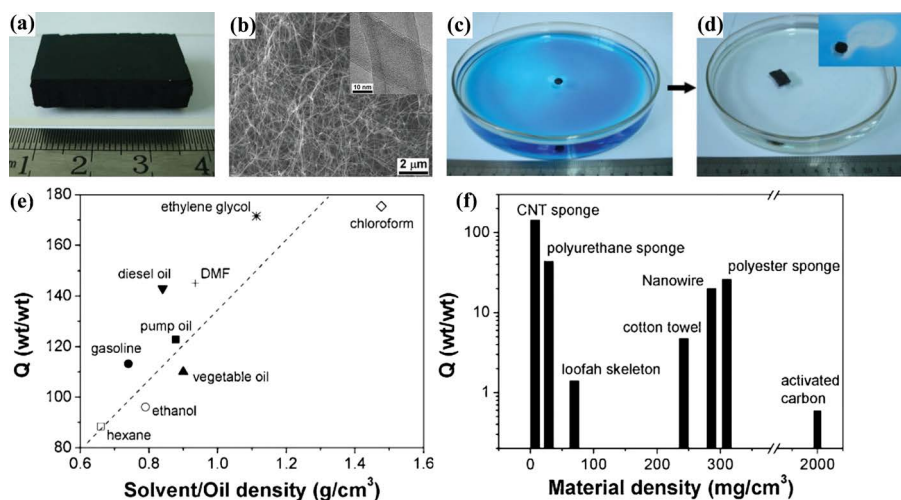 (a)
cm 1 2 3 4
(b)
10 nm
2 μm
(c)
(d)
(e)
180
160
140
120
100
80
Q (wt/wt)
ethylene glycol
chloroform
diesel oil
DMF
pump oil
gasoline
vegetable oil
ethanol
hexane
0.6 0.8 1.0 1.2 1.4 1.6
Solvent/Oil density (g/cm³)
(f)
100
10
1
Q (wt/wt)
CNT sponge
polyurethane sponge
Nanowire
polyester sponge
cotton towel
loofah skeleton
activated
carbon
0 100 200 300 2000
Material density (mg/cm³)